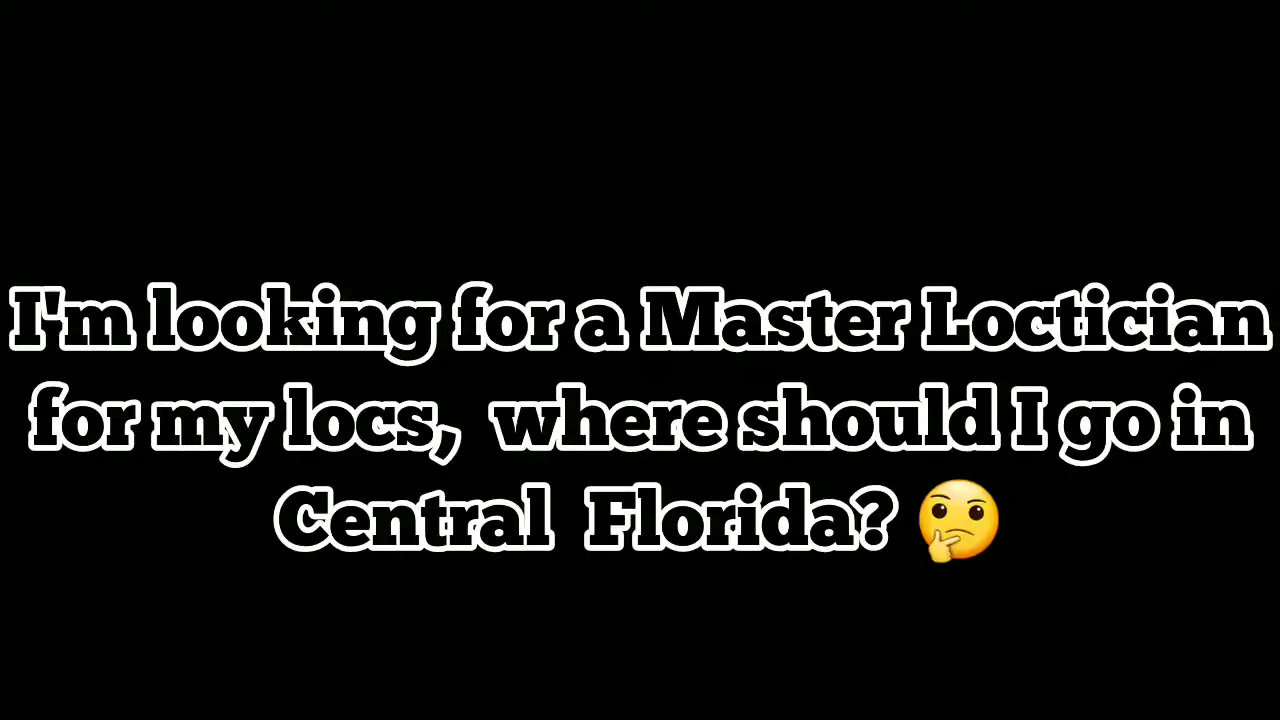 I'm looking for a Master Loctician
for my locs,  where should I go in
Central  Florida? 🤔